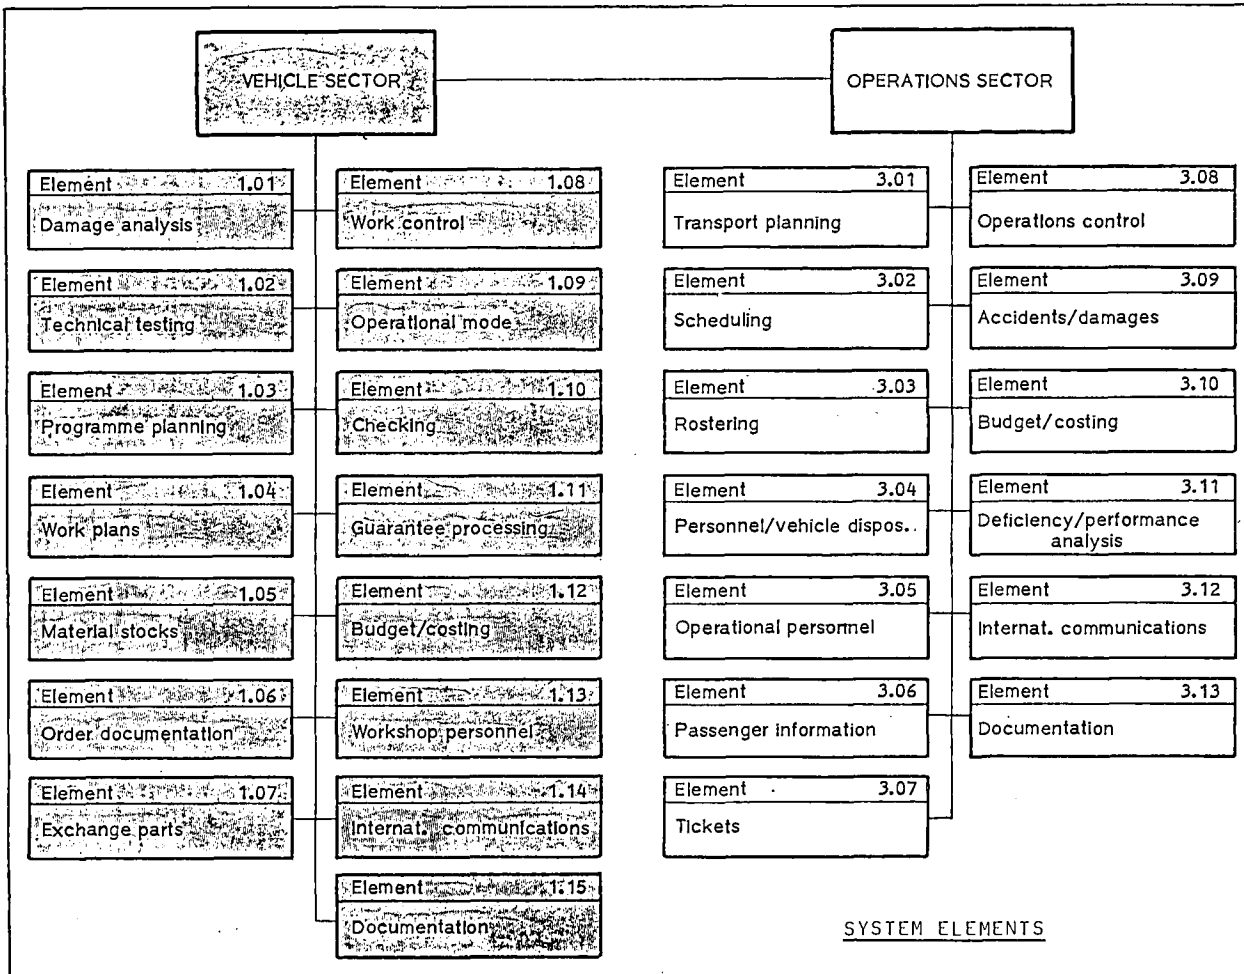 VEHICLE SECTOR
OPERATIONS SECTOR
Element 1.01
Damage analysis
Element 1.08
Work control
Element 1.02
Technical testing
Element 1.09
Operational mode
Element 1.03
Programme planning
Element 1.10
Checking
Element 1.04
Work plans
Element 1.11
Guarantee processing
Element 1.05
Material stocks
Element 1.12
Budget/costing
Element 1.06
Order documentation
Element 1.13
Workshop personnel
Element 1.07
Exchange parts
Element 1.14
Internat. communications
Element 1.15
Documentation
Element 3.01
Transport planning
Element 3.08
Operations control
Element 3.02
Scheduling
Element 3.09
Accidents/damages
Element 3.03
Rostering
Element 3.10
Budget/costing
Element 3.04
Personnel/vehicle dispos..
Element 3.11
Deficiency/performance
analysis
Element 3.05
Operational personnel
Element 3.12
Internat. communications
Element 3.06
Passenger information
Element 3.13
Documentation
Element 3.07
Tickets
SYSTEM ELEMENTS